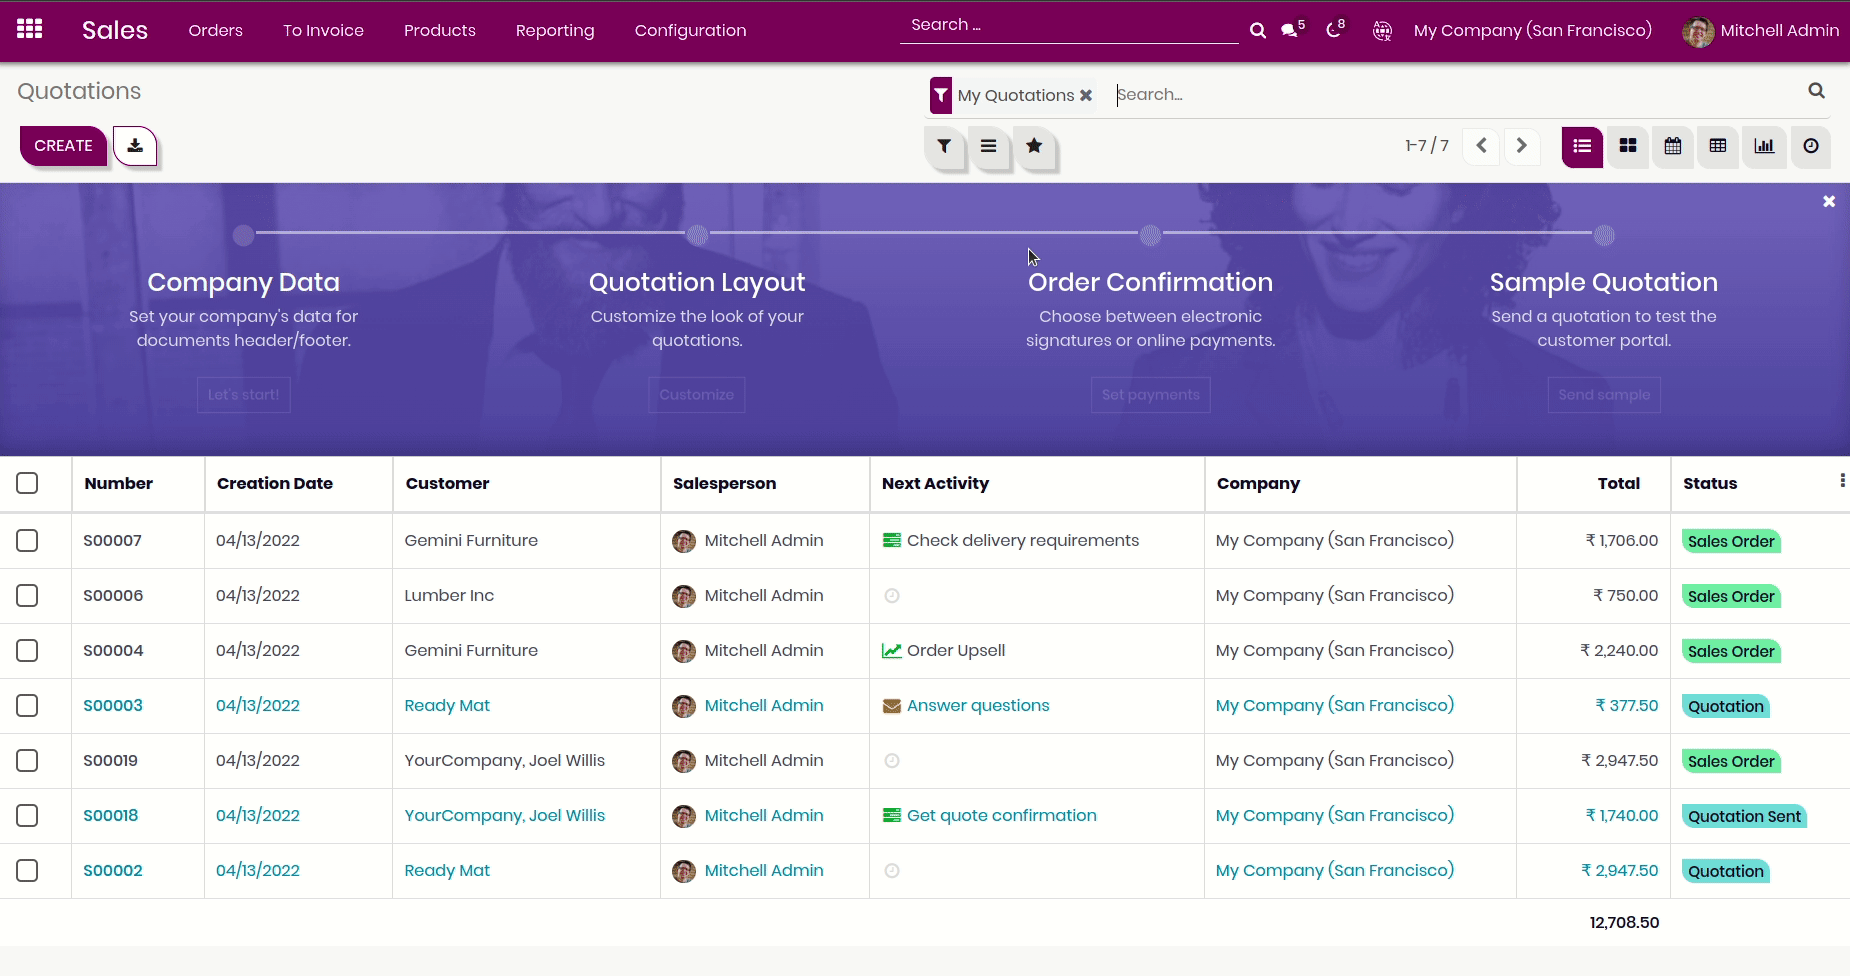 Sales Orders To Invoice Products Reporting Configuration Search ... 5 8 My Company (San Francisco) Mitchell Admin
Quotations My Quotations Search...
CREATE 1-7 / 7
Company Data Quotation Layout Order Confirmation Sample Quotation
Set your company's data for Customize the look of your Choose between electronic Send a quotation to test the
documents header/footer. quotations. signatures or online payments. customer portal.
Let's start! Customize Set payments Send sample
Number Creation Date Customer Salesperson Next Activity Company Total Status
S00007 04/13/2022 Gemini Furniture Mitchell Admin Check delivery requirements My Company (San Francisco) ₹ 1,706.00 Sales Order
S00006 04/13/2022 Lumber Inc Mitchell Admin My Company (San Francisco) ₹ 750.00 Sales Order
S00004 04/13/2022 Gemini Furniture Mitchell Admin Order Upsell My Company (San Francisco) ₹ 2,240.00 Sales Order
S00003 04/13/2022 Ready Mat Mitchell Admin Answer questions My Company (San Francisco) ₹ 377.50 Quotation
S00019 04/13/2022 YourCompany, Joel Willis Mitchell Admin My Company (San Francisco) ₹ 2,947.50 Sales Order
S00018 04/13/2022 YourCompany, Joel Willis Mitchell Admin Get quote confirmation My Company (San Francisco) ₹ 1,740.00 Quotation Sent
S00002 04/13/2022 Ready Mat Mitchell Admin My Company (San Francisco) ₹ 2,947.50 Quotation
12,708.50